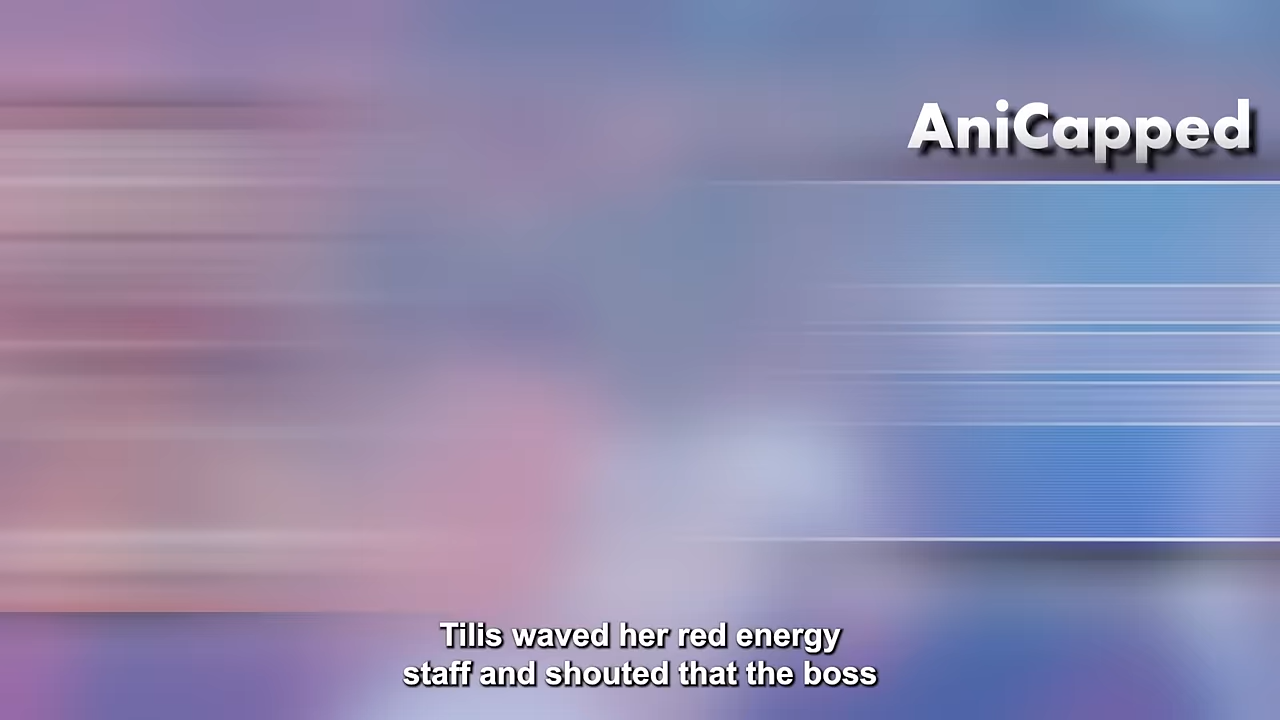 AniCapped
Tilis waved her red energy
staff and shouted that the boss